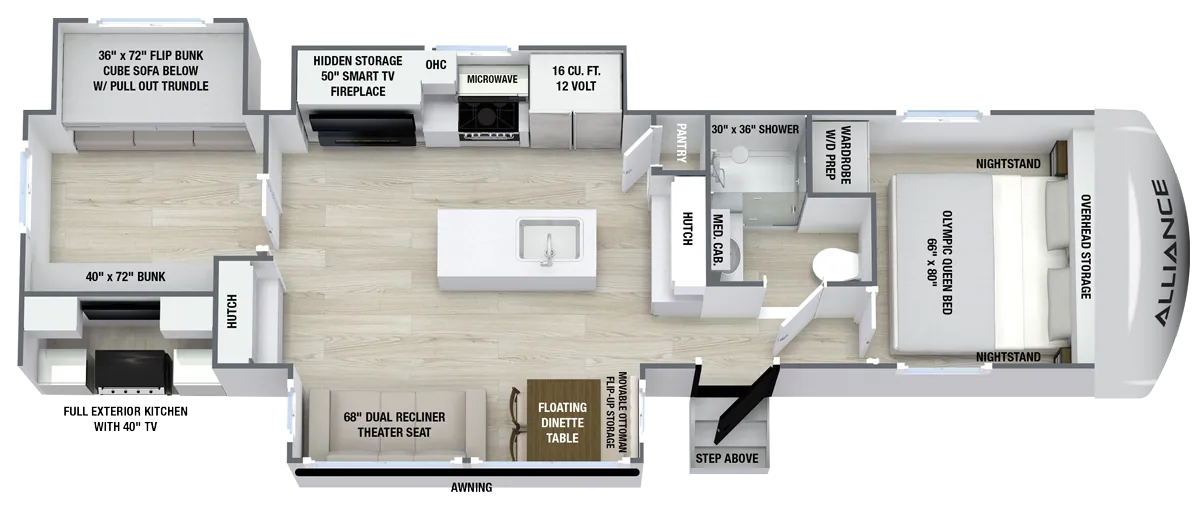 36" x 72" FLIP BUNK
CUBE SOFA BELOW
W/ PULL OUT TRUNDLE
HIDDEN STORAGE
50" SMART TV
FIREPLACE
OHC
MICROWAVE
16 CU. FT.
12 VOLT
PANTRY
30" x 36" SHOWER
WARDROBE
W/D PREP
NIGHTSTAND
OVERHEAD STORAGE
ALLIANCE
HUTCH
MED. CAB.
OLYMPIC QUEEN BED
66" x 80"
NIGHTSTAND
40" x 72" BUNK
HUTCH
FULL EXTERIOR KITCHEN
WITH 40" TV
68" DUAL RECLINER
THEATER SEAT
FLOATING
DINETTE
TABLE
MOVABLE OTTOMAN
FLIP-UP STORAGE
STEP ABOVE
AWNING